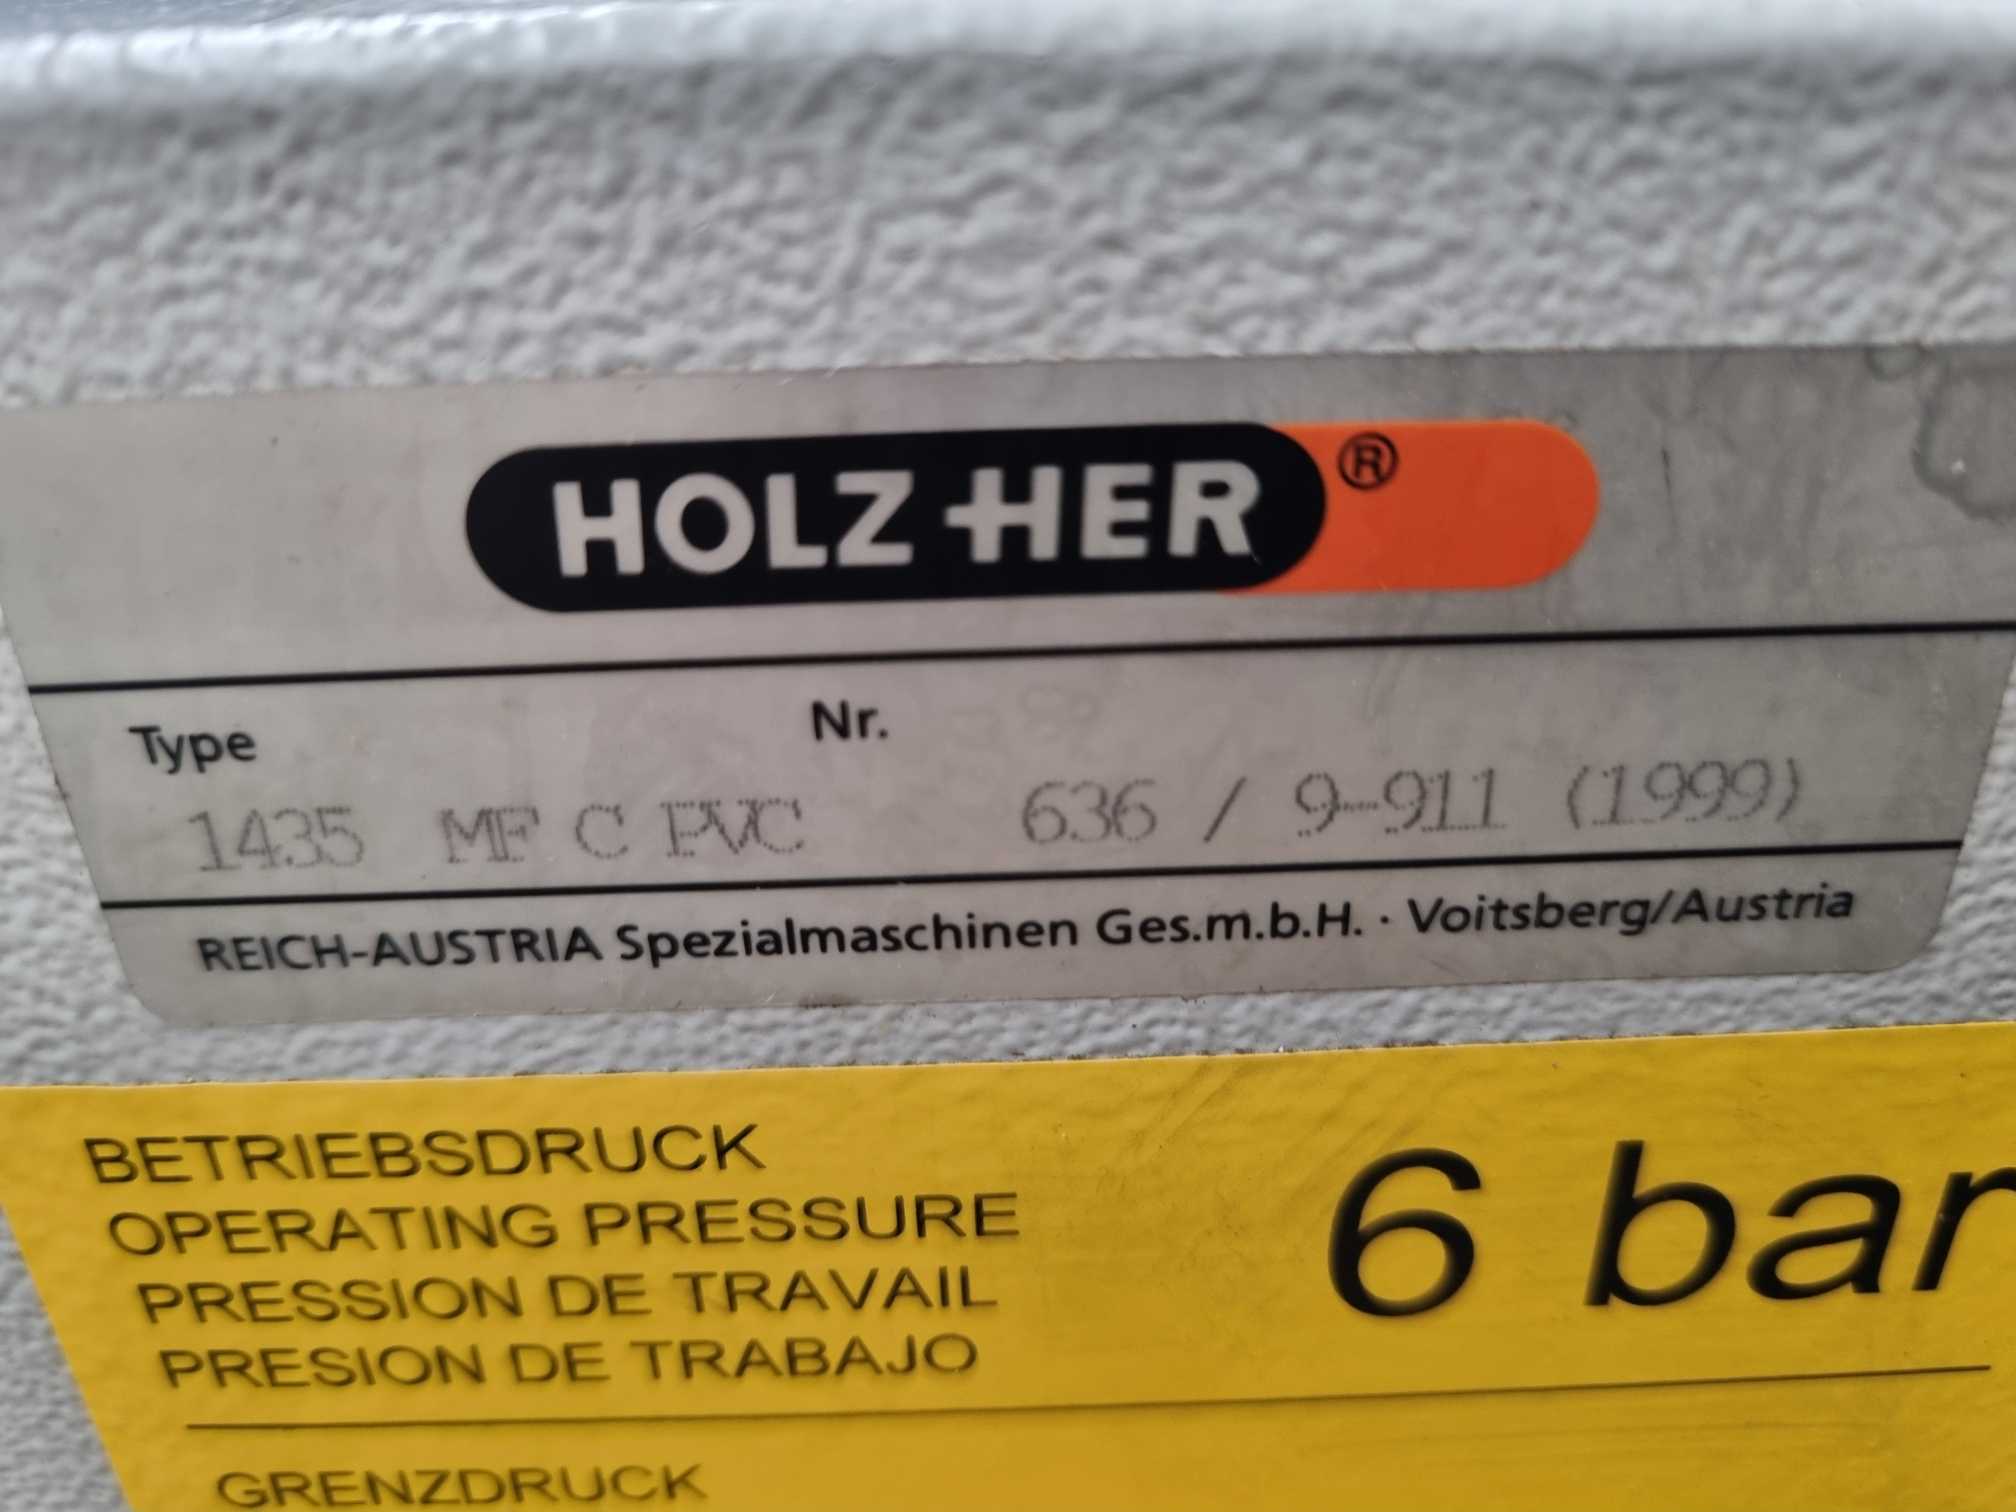 HOLZ-HER®
Type Nr.
1435 MF C PVC 636 / 9-911 (1999)
REICH-AUSTRIA Spezialmaschinen Ges.m.b.H. · Voitsberg/Austria
BETRIEBSDRUCK
OPERATING PRESSURE
PRESSION DE TRAVAIL
PRESION DE TRABAJO
6 bar
GRENZDRUCK